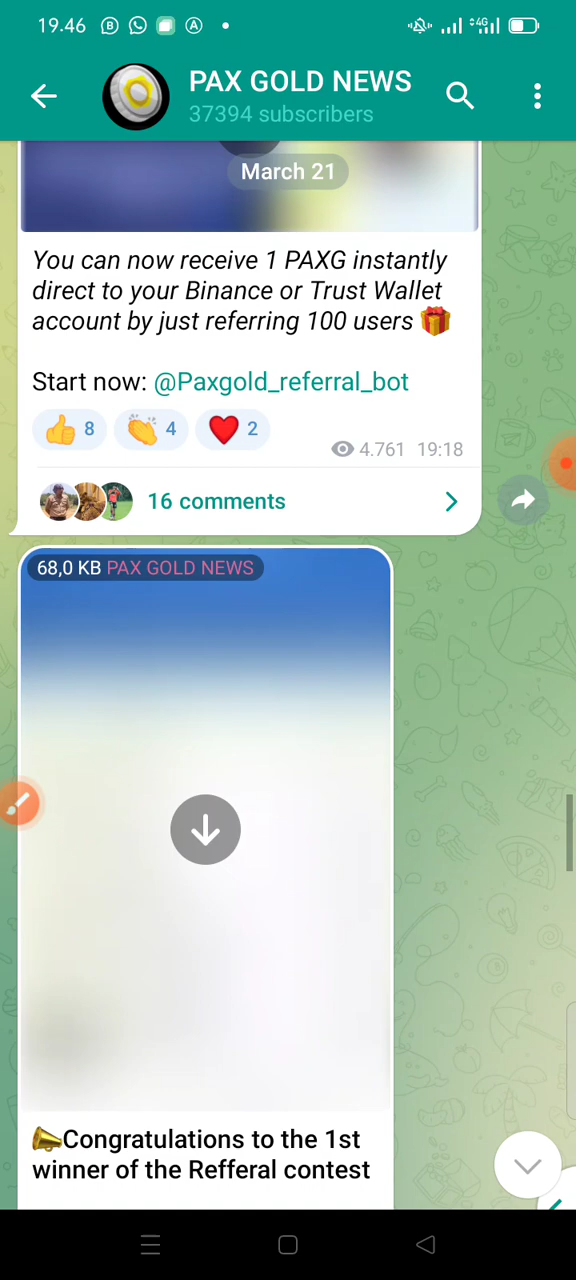 19.46
4G
PAX GOLD NEWS
37394 subscribers
March 21
You can now receive 1 PAXG instantly
direct to your Binance or Trust Wallet
account by just referring 100 users
Start now: @Paxgold_referral_bot
8 4 2
4.761 19:18
16 comments
68,0 KB PAX GOLD NEWS
Congratulations to the 1st
winner of the Refferal contest